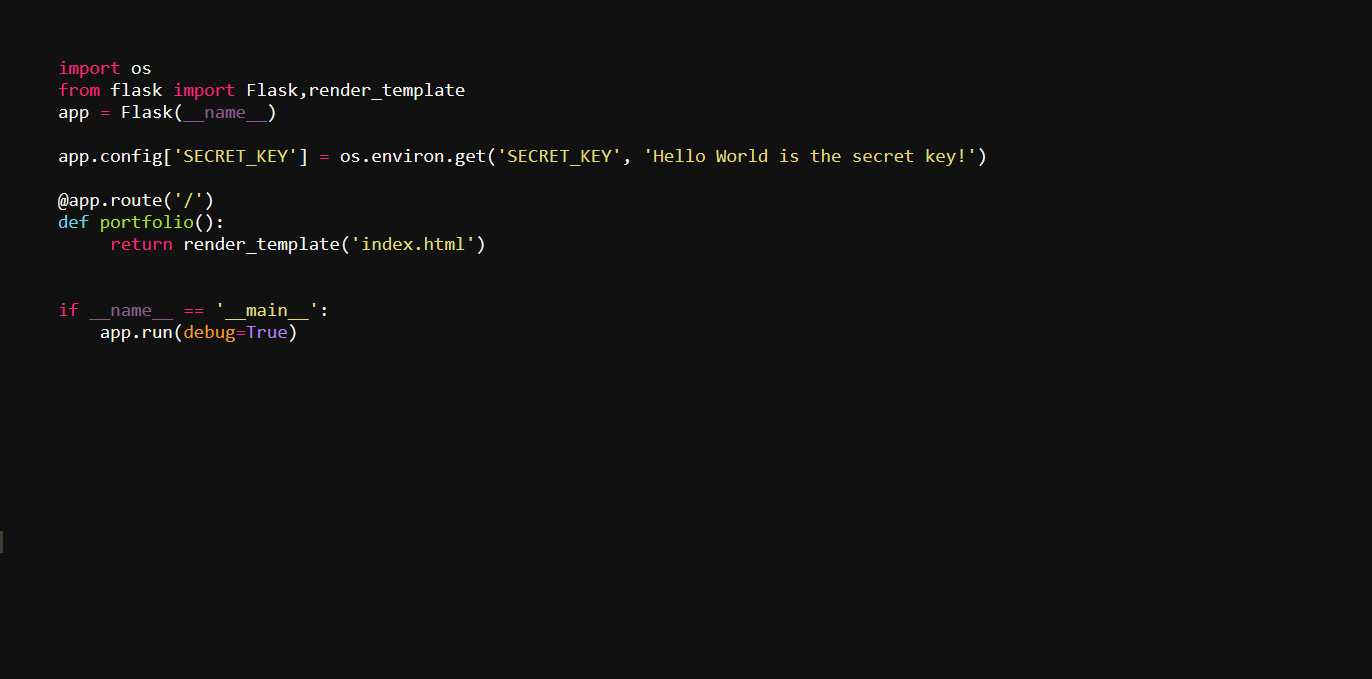 import os
from flask import Flask,render_template
app = Flask(__name__)
app.config['SECRET_KEY'] = os.environ.get('SECRET_KEY', 'Hello World is the secret key!')
@app.route('/')
def portfolio():
     return render_template('index.html')
if __name__ == '__main__':
    app.run(debug=True)